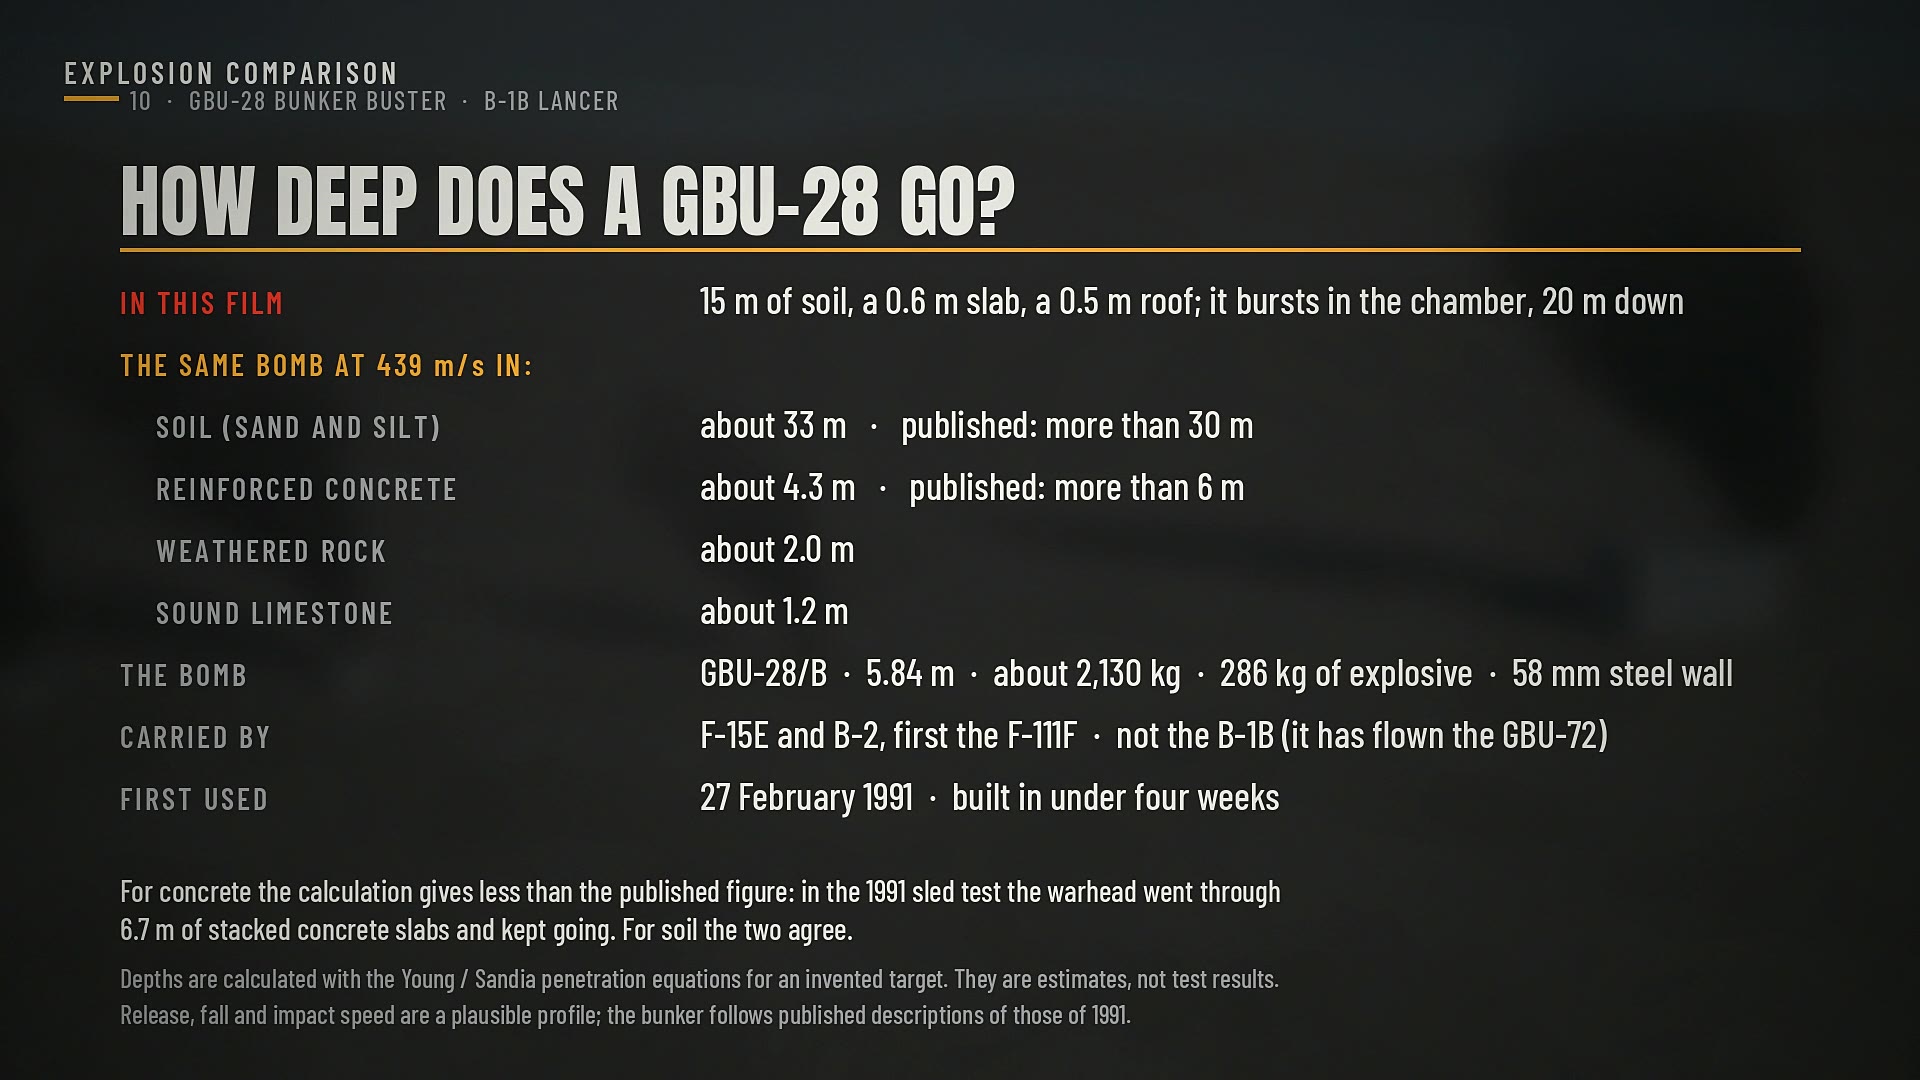 EXPLOSION COMPARISON
10 · GBU-28 BUNKER BUSTER · B-1B LANCER
HOW DEEP DOES A GBU-28 GO?
IN THIS FILM 15 m of soil, a 0.6 m slab, a 0.5 m roof; it bursts in the chamber, 20 m down
THE SAME BOMB AT 439 m/s IN:
SOIL (SAND AND SILT) about 33 m · published: more than 30 m
REINFORCED CONCRETE about 4.3 m · published: more than 6 m
WEATHERED ROCK about 2.0 m
SOUND LIMESTONE about 1.2 m
THE BOMB GBU-28/B · 5.84 m · about 2,130 kg · 286 kg of explosive · 58 mm steel wall
CARRIED BY F-15E and B-2, first the F-111F · not the B-1B (it has flown the GBU-72)
FIRST USED 27 February 1991 · built in under four weeks
For concrete the calculation gives less than the published figure: in the 1991 sled test the warhead went through
6.7 m of stacked concrete slabs and kept going. For soil the two agree.
Depths are calculated with the Young / Sandia penetration equations for an invented target. They are estimates, not test results.
Release, fall and impact speed are a plausible profile; the bunker follows published descriptions of those of 1991.